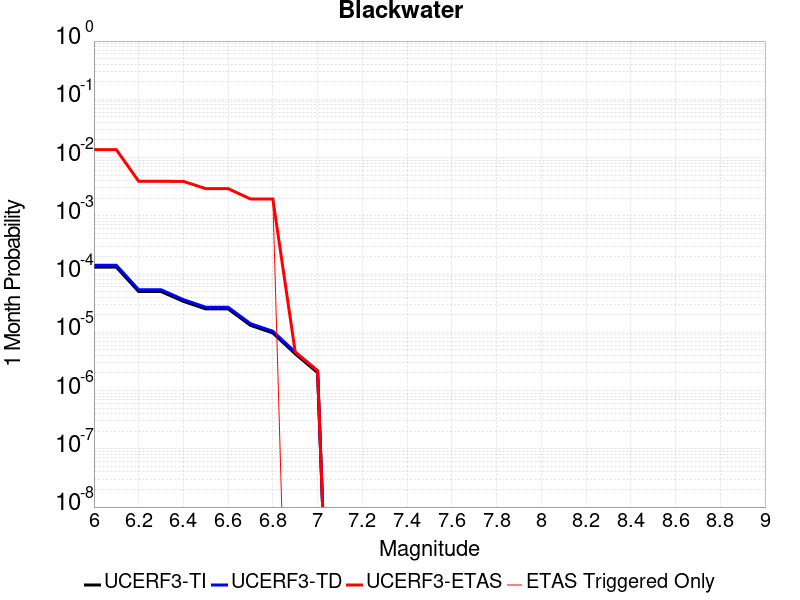 Blackwater
10^0
10^-1
10^-2
10^-3
10^-4
10^-5
10^-6
10^-7
10^-8
1 Month Probability
6 6.2 6.4 6.6 6.8 7 7.2 7.4 7.6 7.8 8 8.2 8.4 8.6 8.8 9
Magnitude
UCERF3-TI UCERF3-TD UCERF3-ETAS ETAS Triggered Only